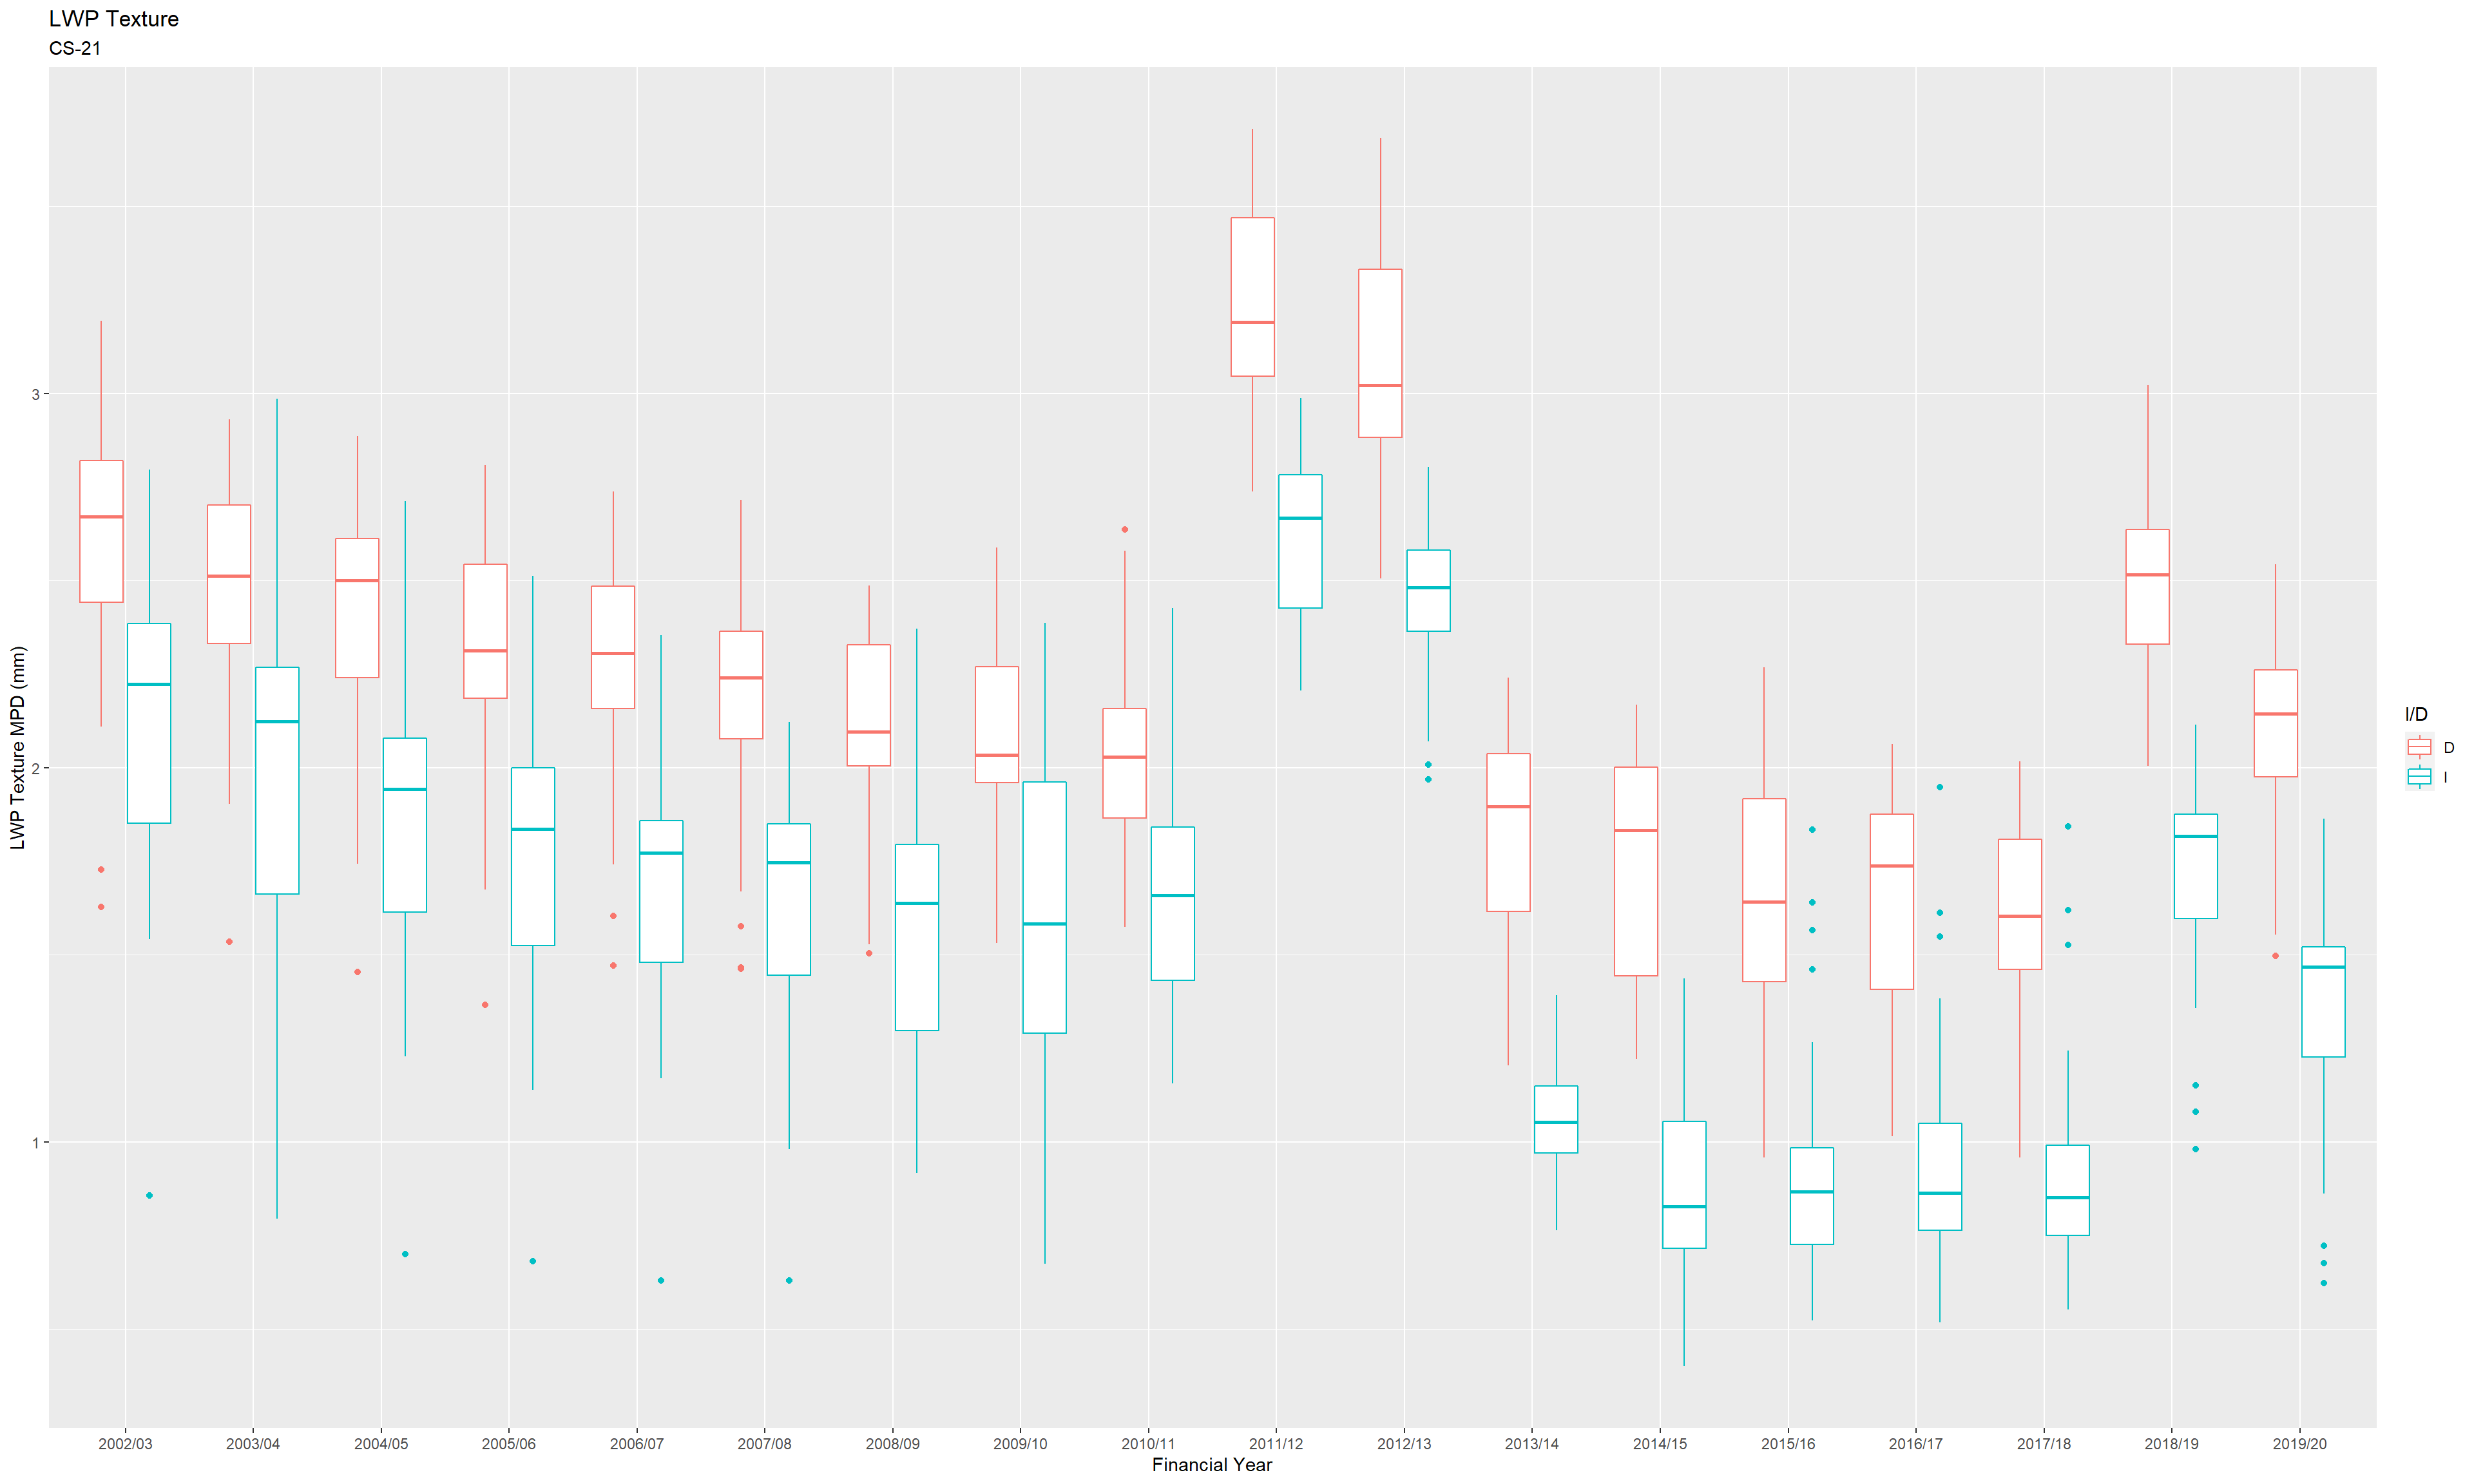 LWP Texture
CS-21
LWP Texture MPD (mm)
3
2
1
2002/03 2003/04 2004/05 2005/06 2006/07 2007/08 2008/09 2009/10 2010/11 2011/12 2012/13 2013/14 2014/15 2015/16 2016/17 2017/18 2018/19 2019/20
Financial Year
I/D
D
I